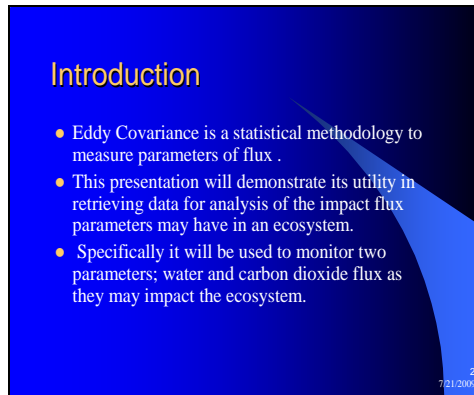 Introduction
Eddy Covariance is a statistical methodology to
measure parameters of flux .
This presentation will demonstrate its utility in
retrieving data for analysis of the impact flux
parameters may have in an ecosystem.
Specifically it will be used to monitor two
parameters; water and carbon dioxide flux as
they may impact the ecosystem.
2
7/21/2009